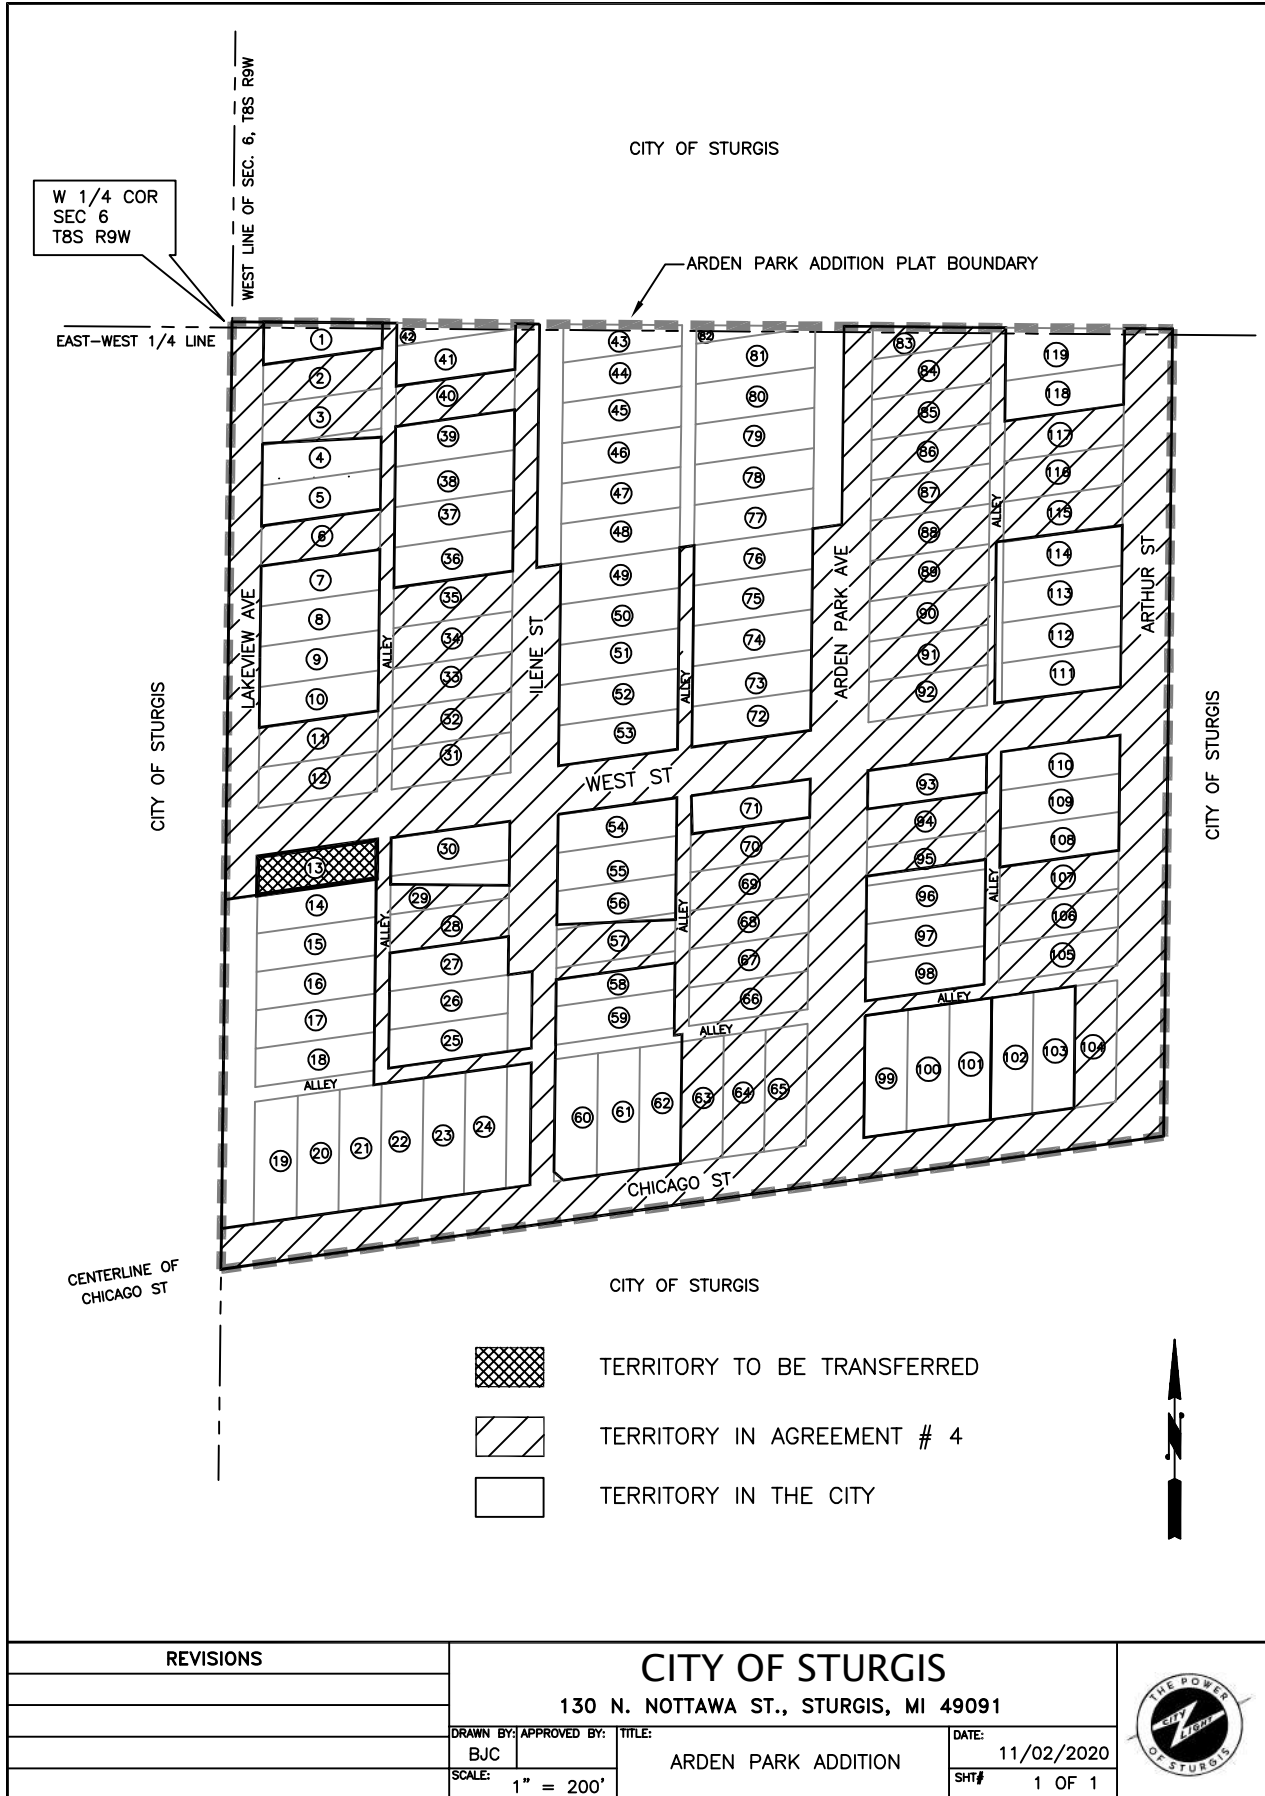 WEST LINE OF SEC. 6, T8S R9W
CITY OF STURGIS
W 1/4 COR
SEC 6
T8S R9W
ARDEN PARK ADDITION PLAT BOUNDARY
EAST-WEST 1/4 LINE
1
2
3
4
5
6
7
8
9
10
11
12
13
14
15
16
17
18
ALLEY
19
20
21
22
23
24
42
41
40
39
38
37
36
35
34
33
32
31
30
29
28
27
26
25
43
44
45
46
47
48
49
50
51
52
53
54
55
56
57
58
59
60
61
62
63
64
65
82
81
80
79
78
77
76
75
74
73
72
71
70
69
68
67
66
ALLEY
83
84
85
86
87
88
89
90
91
92
93
94
95
96
97
98
ALLEY
99
100
101
102
103
104
119
118
117
116
115
114
113
112
111
110
109
108
107
106
105
LAKEVIEW AVE
ALLEY
ALLEY
ILENE ST
ALLEY
ALLEY
ARDEN PARK AVE
ALLEY
ALLEY
ARTHUR ST
WEST ST
CHICAGO ST
CITY OF STURGIS
CITY OF STURGIS
CENTERLINE OF
CHICAGO ST
CITY OF STURGIS
TERRITORY TO BE TRANSFERRED
TERRITORY IN AGREEMENT # 4
TERRITORY IN THE CITY
N
REVISIONS
CITY OF STURGIS
130 N. NOTTAWA ST., STURGIS, MI 49091
DRAWN BY:
BJC
APPROVED BY:
SCALE:
1" = 200'
TITLE:
ARDEN PARK ADDITION
DATE:
11/02/2020
SHT#
1 OF 1
THE POWER
CITY LIGHT
OF STURGIS